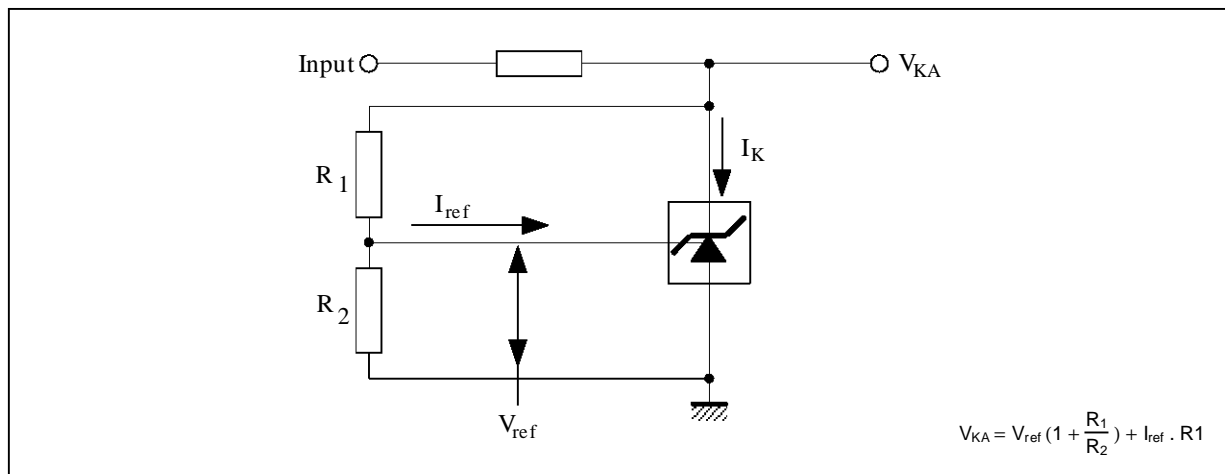 Input
V_KA
I_K
R_1
I_ref
R_2
V_ref
V_KA = V_ref (1 + R_1/R_2) + I_ref . R1